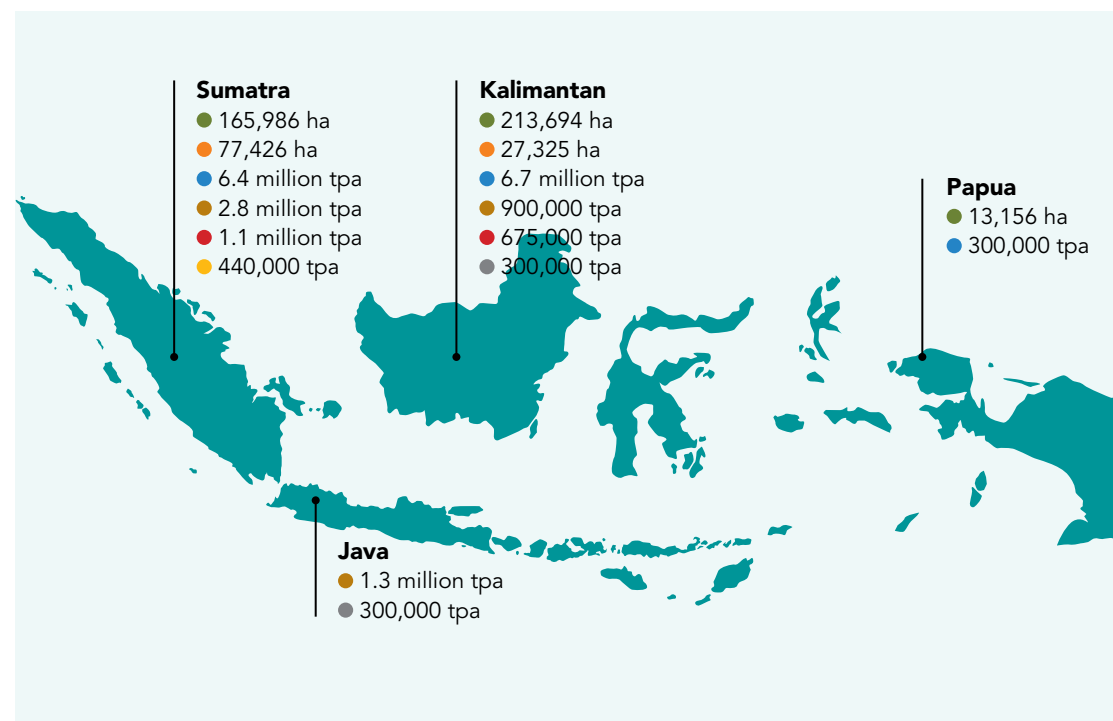 Sumatra
165,986 ha
77,426 ha
6.4 million tpa
2.8 million tpa
1.1 million tpa
440,000 tpa
Kalimantan
213,694 ha
27,325 ha
6.7 million tpa
900,000 tpa
675,000 tpa
300,000 tpa
Papua
13,156 ha
300,000 tpa
Java
1.3 million tpa
300,000 tpa